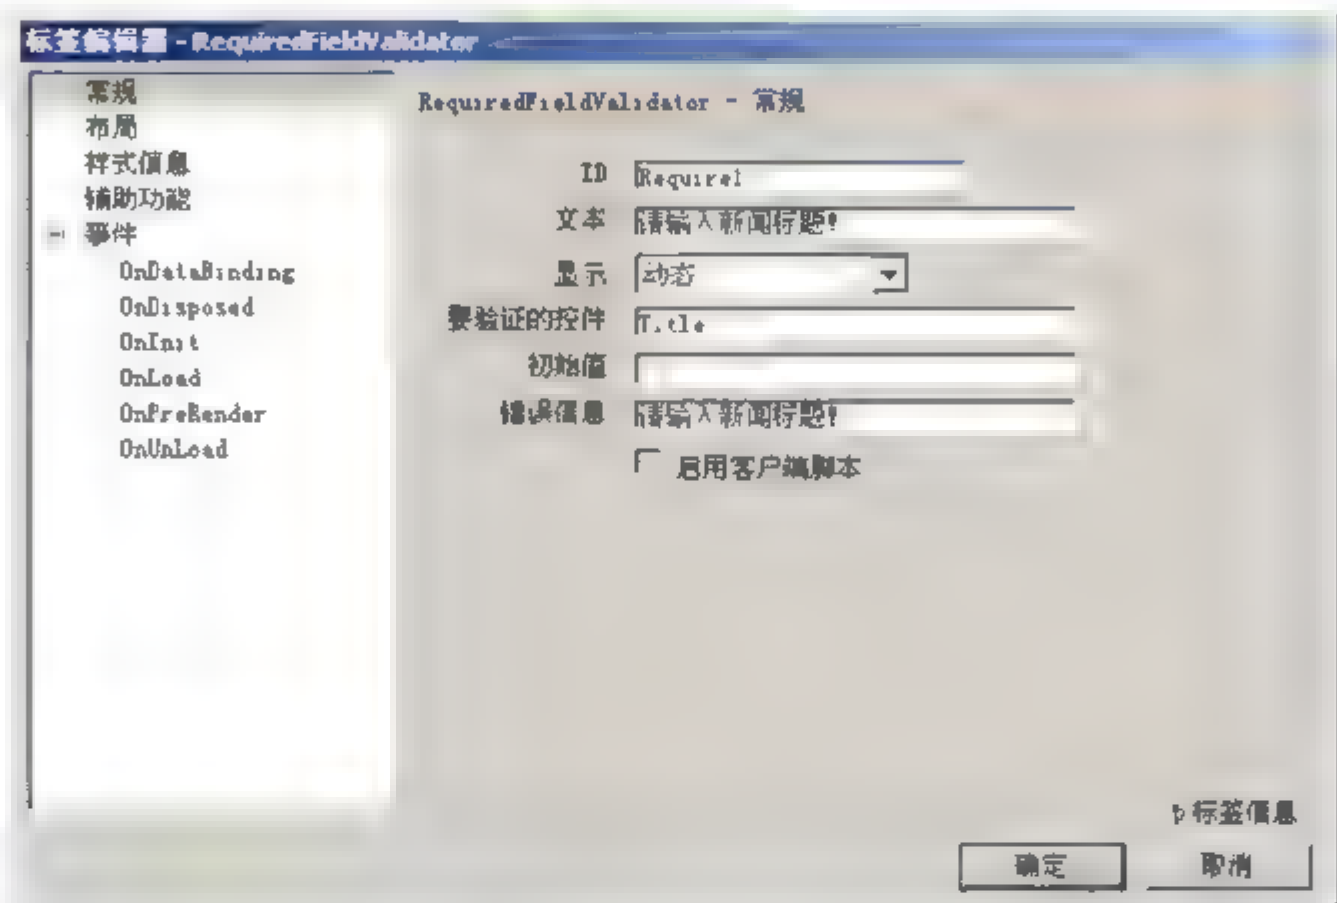 标签编辑器 - RequiredFieldValidator
常规
布局
样式信息
辅助功能
事件
OnDataBinding
OnDisposed
OnInit
OnLoad
OnPreRender
OnUnLoad
RequiredFieldValidator - 常规
ID Require1
文本 请输入新闻标题!
显示 动态
要验证的控件 Title
初始值
错误信息 请输入新闻标题!
启用客户端脚本
标签信息
确定 取消